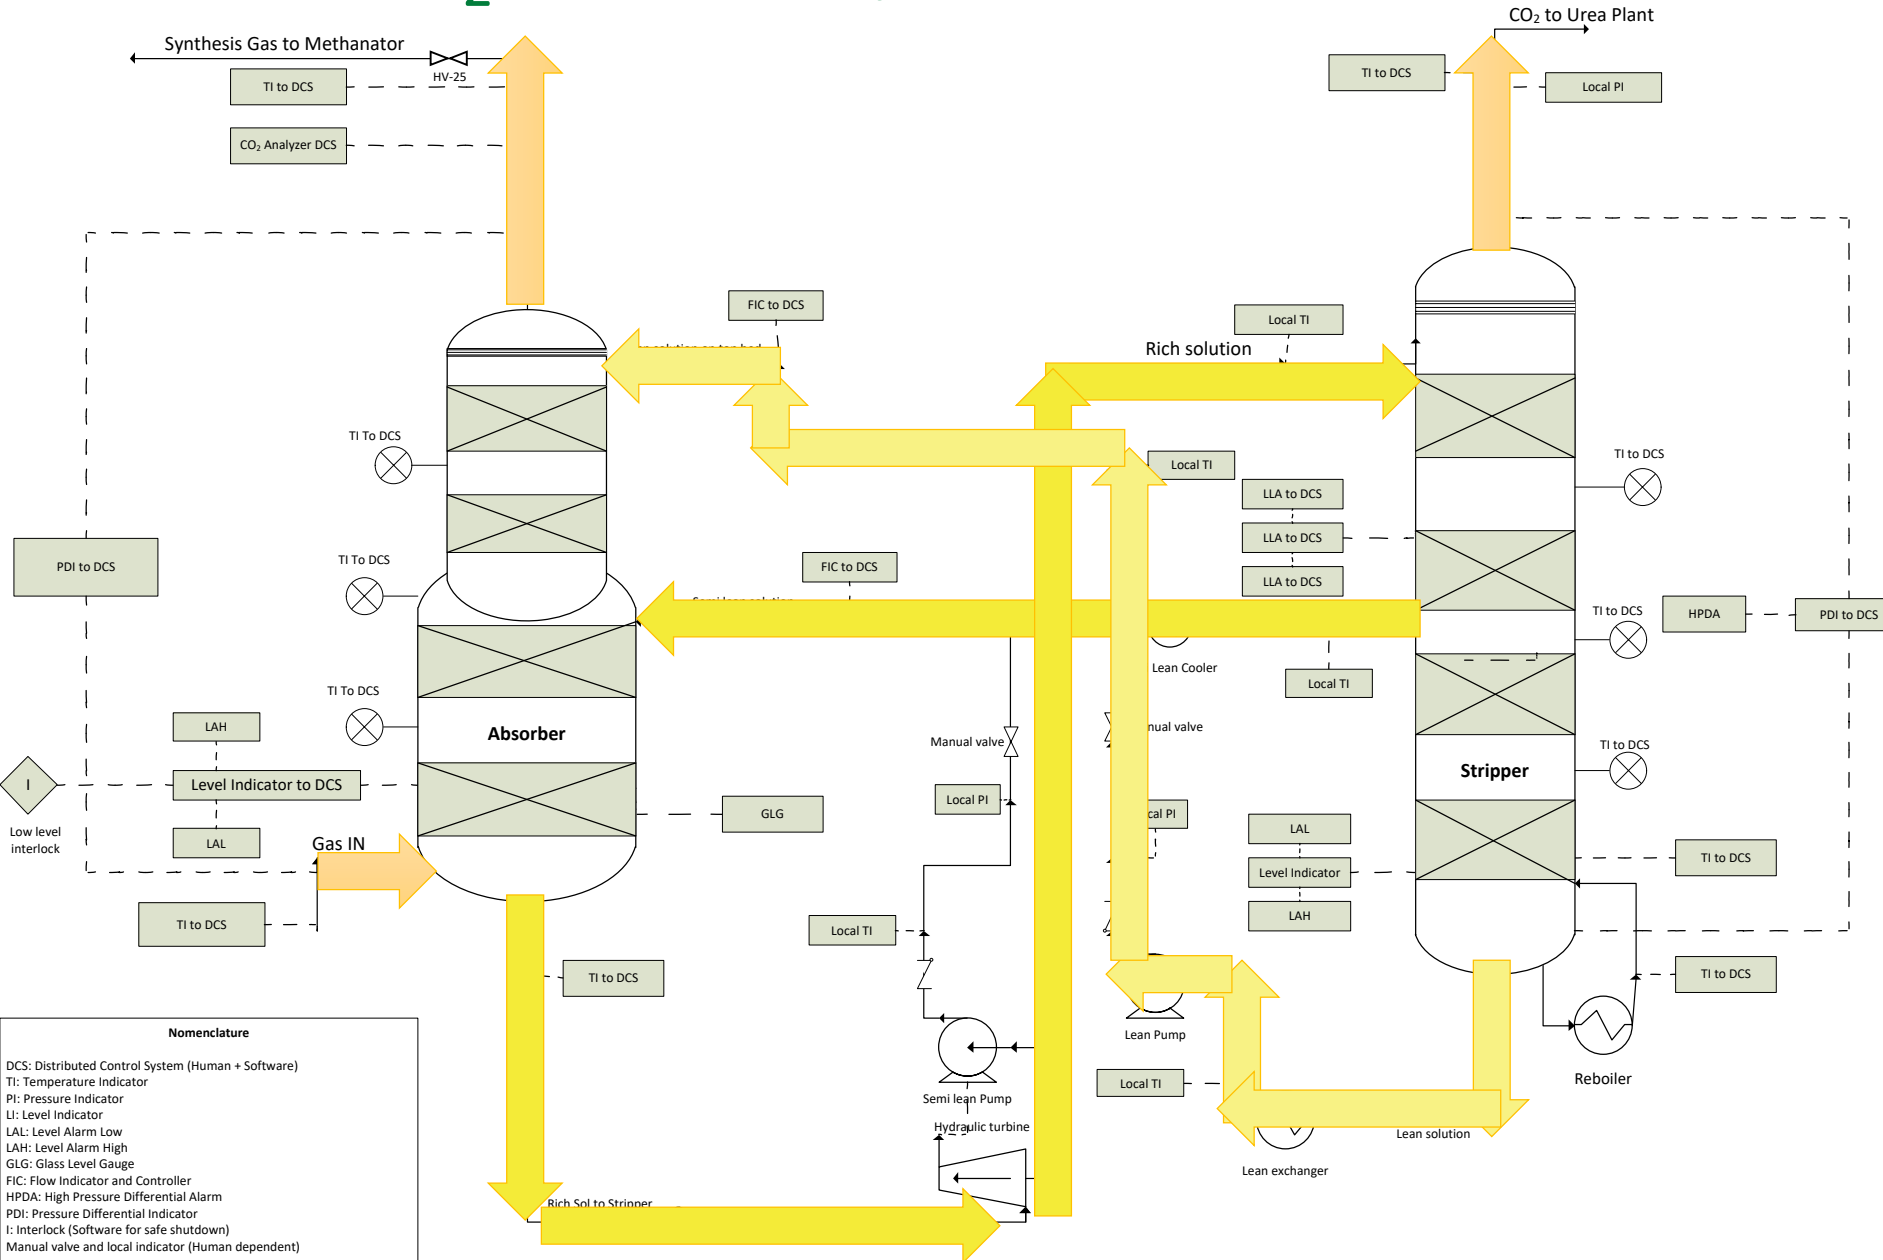 2
CO₂ to Urea Plant
Synthesis Gas to Methanator
HV-25
TI to DCS
TI to DCS
Local PI
CO₂ Analyzer DCS
FIC to DCS
Local TI
Rich solution
TI To DCS
Local TI
TI to DCS
LLA to DCS
LLA to DCS
LLA to DCS
PDI to DCS
TI To DCS
FIC to DCS
TI to DCS
HPDA
PDI to DCS
Lean Cooler
Local TI
TI To DCS
LAH
Absorber
Manual valve
nual valve
TI to DCS
Stripper
I
Level Indicator to DCS
Local PI
cal PI
GLG
Low level
interlock
LAL
Gas IN
LAL
TI to DCS
Level Indicator
LAH
TI to DCS
Local TI
TI to DCS
TI to DCS
Lean Pump
Local TI
Reboiler
Semi lean Pump
Hydraulic turbine
Lean solution
Lean exchanger
Rich Sol to Stripper
Nomenclature
DCS: Distributed Control System (Human + Software)
TI: Temperature Indicator
PI: Pressure Indicator
LI: Level Indicator
LAL: Level Alarm Low
LAH: Level Alarm High
GLG: Glass Level Gauge
FIC: Flow Indicator and Controller
HPDA: High Pressure Differential Alarm
PDI: Pressure Differential Indicator
I: Interlock (Software for safe shutdown)
Manual valve and local indicator (Human dependent)